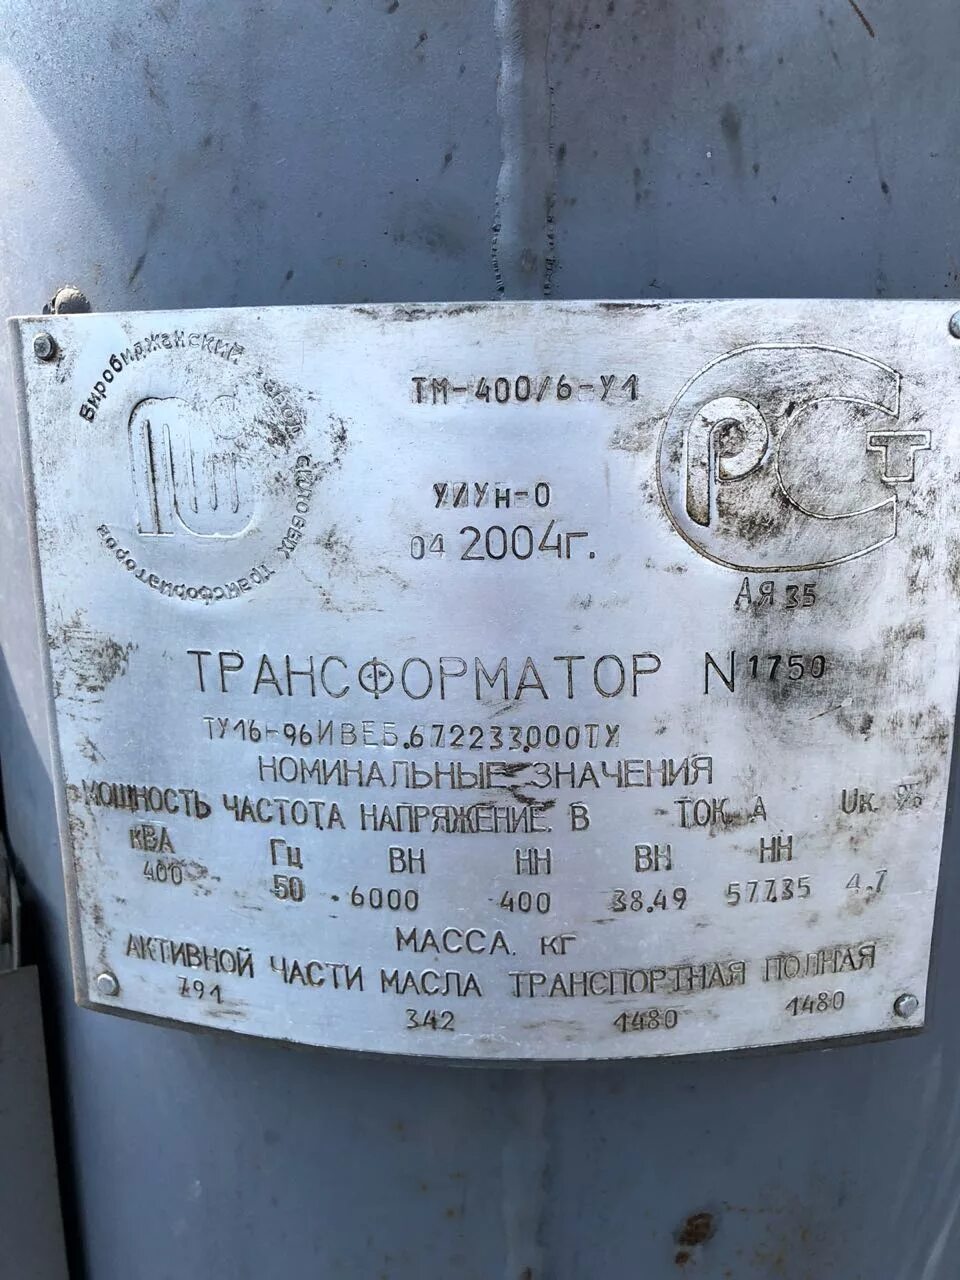 Биробиджанский завод силовых трансформаторов
ТМ-400/6-У1
У/Ун-0
04 2004г.
РСТ
АЯ35
ТРАНСФОРМАТОР N 1750
ТУ16-96ИВЕБ.672233.000ТУ
НОМИНАЛЬНЫЕ ЗНАЧЕНИЯ
МОЩНОСТЬ ЧАСТОТА НАПРЯЖЕНИЕ. В ТОК. А Uк. %
кВА Гц ВН НН ВН НН
400 50 6000 400 38.49 577.35 4.7
МАССА. кг
АКТИВНОЙ ЧАСТИ МАСЛА ТРАНСПОРТНАЯ ПОЛНАЯ
791 342 1480 1480